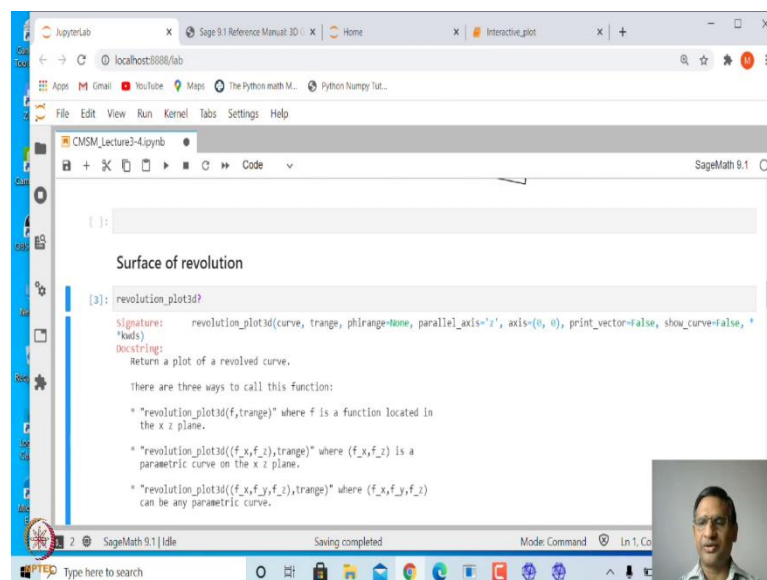 JupyterLab
Sage 9.1 Reference Manual: 3D G
Home
Interactive_plot
localhost:8888/lab
Apps M Gmail YouTube Maps The Python math M... Python Numpy Tut...
File Edit View Run Kernel Tabs Settings Help
CMSM_Lecture3-4.ipynb
Code
SageMath 9.1
[ ]:
Surface of revolution
[3]: revolution_plot3d?
Signature: revolution_plot3d(curve, trange, phirange=None, parallel_axis='z', axis=(0, 0), print_vector=False, show_curve=False, *
*kwds)
Docstring:
Return a plot of a revolved curve.
There are three ways to call this function:
* "revolution_plot3d(f,trange)" where f is a function located in
the x z plane.
* "revolution_plot3d((f_x,f_z),trange)" where (f_x,f_z) is a
parametric curve on the x z plane.
* "revolution_plot3d((f_x,f_y,f_z),trange)" where (f_x,f_y,f_z)
can be any parametric curve.
2 SageMath 9.1 | Idle Saving completed Mode: Command Ln 1, Co
NPTEL
Type here to search